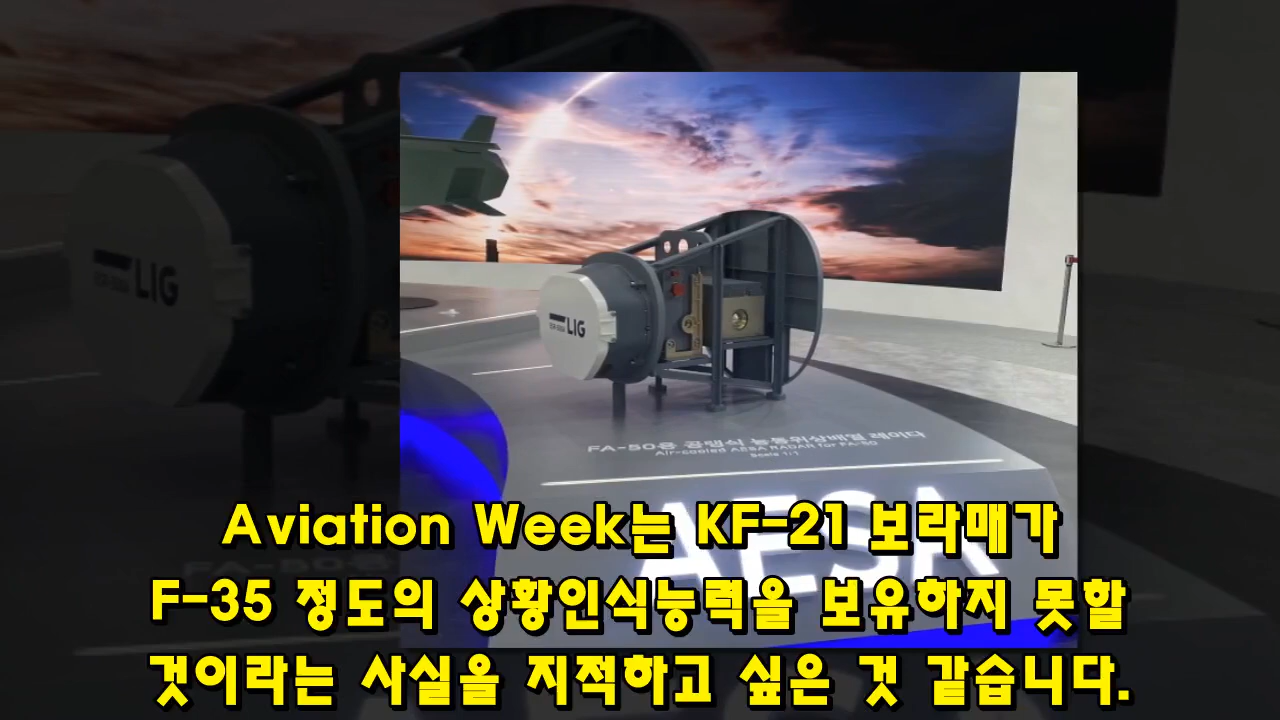 LIG
LIG
FA-50용 공랭식 능동위상배열 레이다
Air-cooled AESA RADAR for FA-50
Scale 1:1
AESA
Aviation Week는 KF-21 보라매가
F-35 정도의 상황인식능력을 보유하지 못할
것이라는 사실을 지적하고 싶은 것 같습니다.